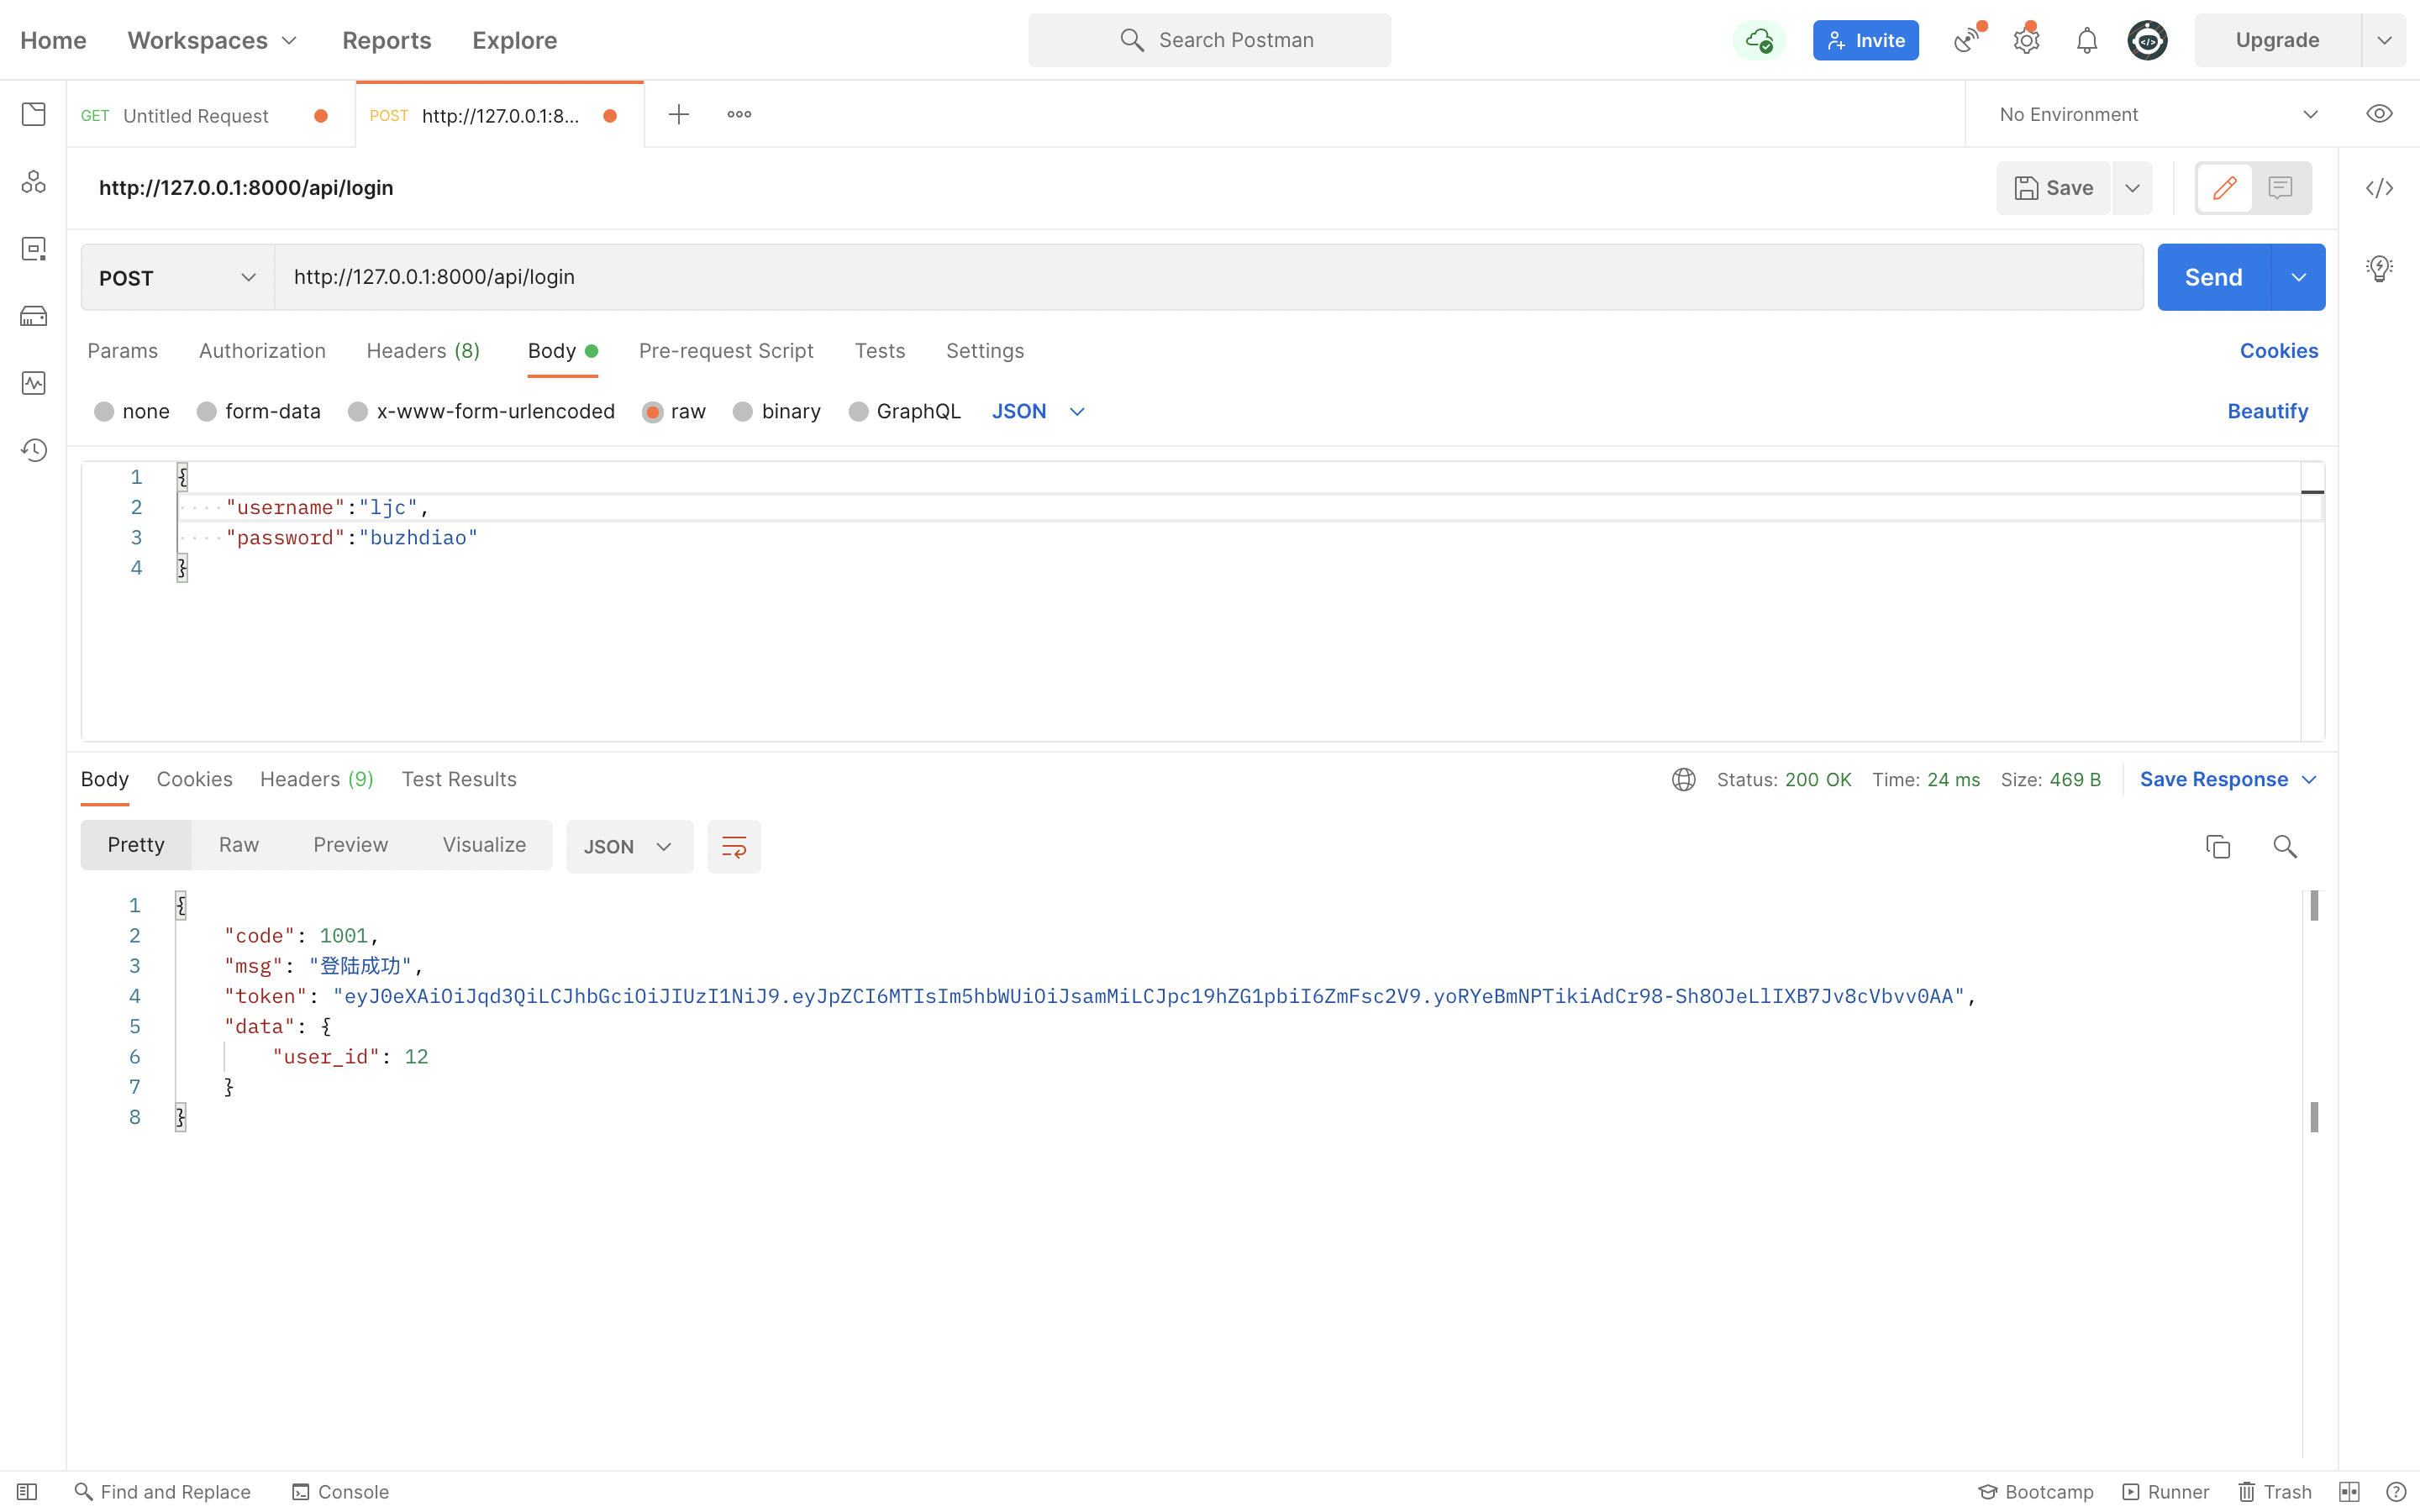 Home Workspaces Reports Explore Search Postman Invite Upgrade
GET Untitled Request POST http://127.0.0.1:8... No Environment
http://127.0.0.1:8000/api/login Save
POST http://127.0.0.1:8000/api/login Send
Params Authorization Headers (8) Body Pre-request Script Tests Settings Cookies
none form-data x-www-form-urlencoded raw binary GraphQL JSON Beautify
1 {
2 "username":"ljc",
3 "password":"buzhdiao"
4 }
Body Cookies Headers (9) Test Results Status: 200 OK Time: 24 ms Size: 469 B Save Response
Pretty Raw Preview Visualize JSON
1 {
2 "code": 1001,
3 "msg": "登陆成功",
4 "token": "eyJ0eXAiOiJqd3QiLCJhbGciOiJIUzI1NiJ9.eyJpZCI6MTIsIm5hbWUiOiJsamMiLCJpc19hZG1pbiI6ZmFsc2V9.yoRYeBmNPTikiAdCr98-Sh8OJeLlIXB7Jv8cVbvv0AA",
5 "data": {
6 "user_id": 12
7 }
8 }
Find and Replace Console Bootcamp Runner Trash